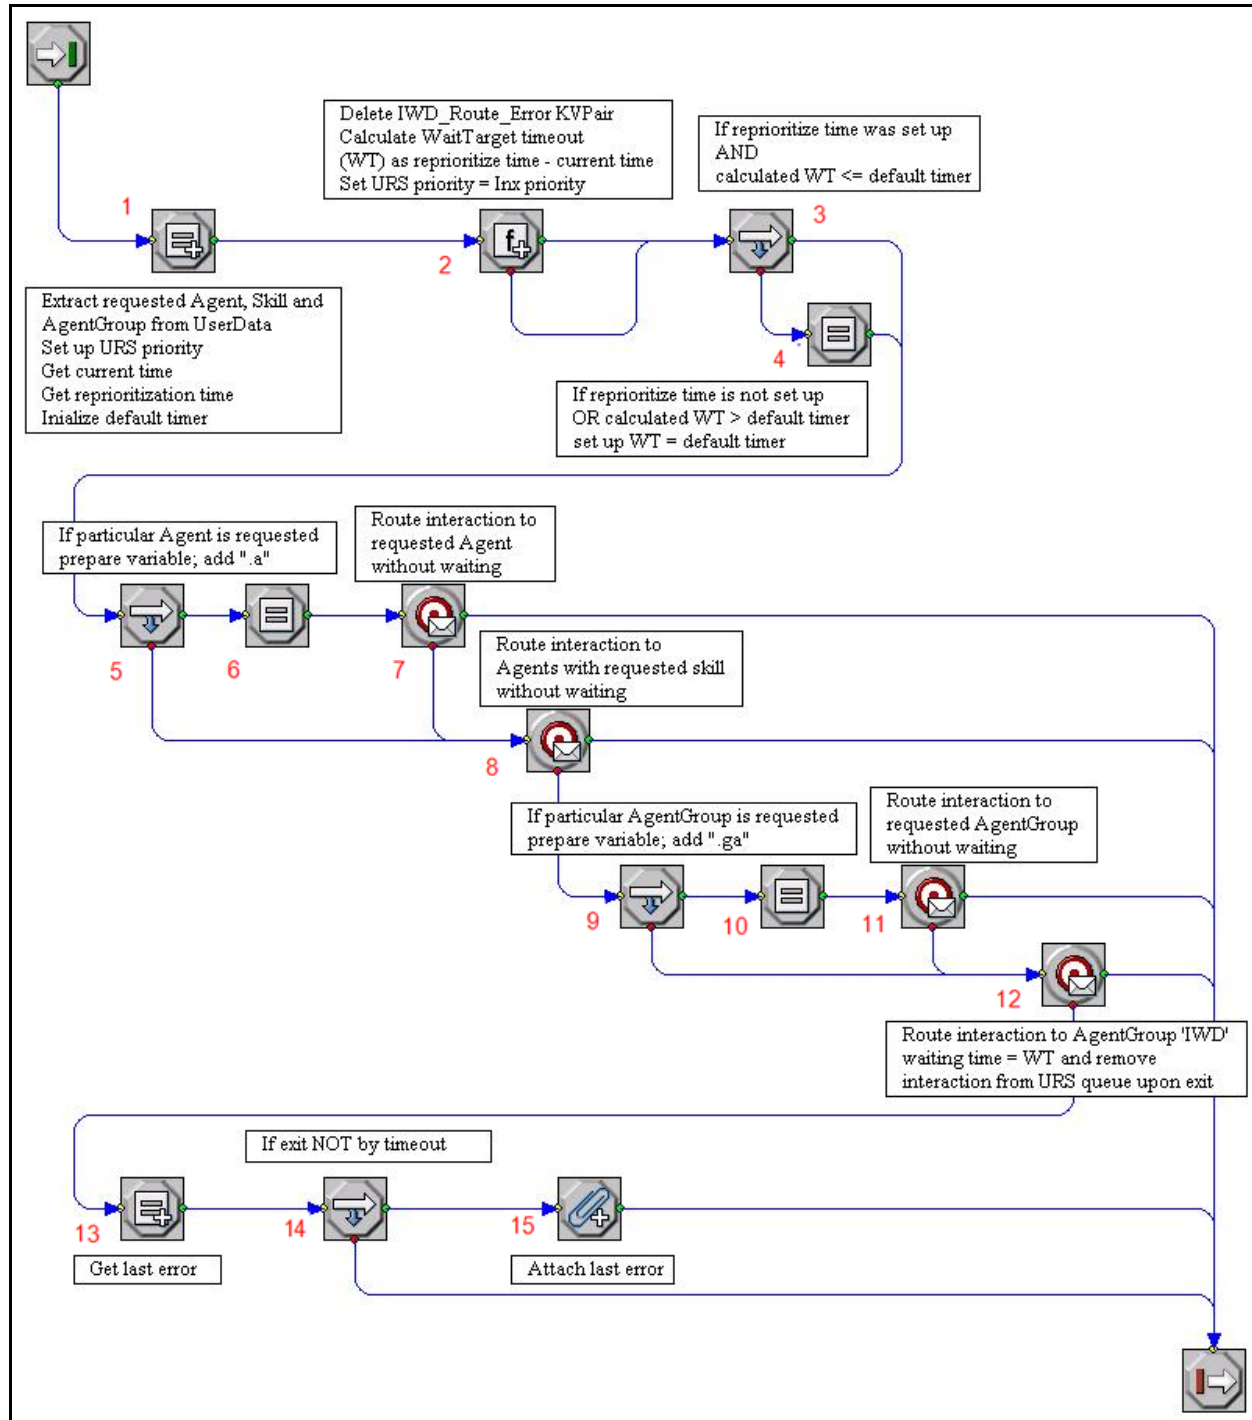 Delete IWD_Route_Error KVPair
Calculate WaitTarget timeout
(WT) as reprioritize time - current time
Set URS priority = Inx priority
If reprioritize time was set up
AND
calculated WT <= default timer
1
2
3
Extract requested Agent, Skill and
AgentGroup from UserData
Set up URS priority
Get current time
Get reprioritization time
Inialize default timer
4
If reprioritize time is not set up
OR calculated WT > default timer
set up WT = default timer
If particular Agent is requested
prepare variable; add ".a"
Route interaction to
requested Agent
without waiting
5
6
7
Route interaction to
Agents with requested skill
without waiting
8
If particular AgentGroup is requested
prepare variable; add ".ga"
Route interaction to
requested AgentGroup
without waiting
9
10
11
12
Route interaction to AgentGroup 'IWD'
waiting time = WT and remove
interaction from URS queue upon exit
If exit NOT by timeout
13
14
15
Get last error
Attach last error